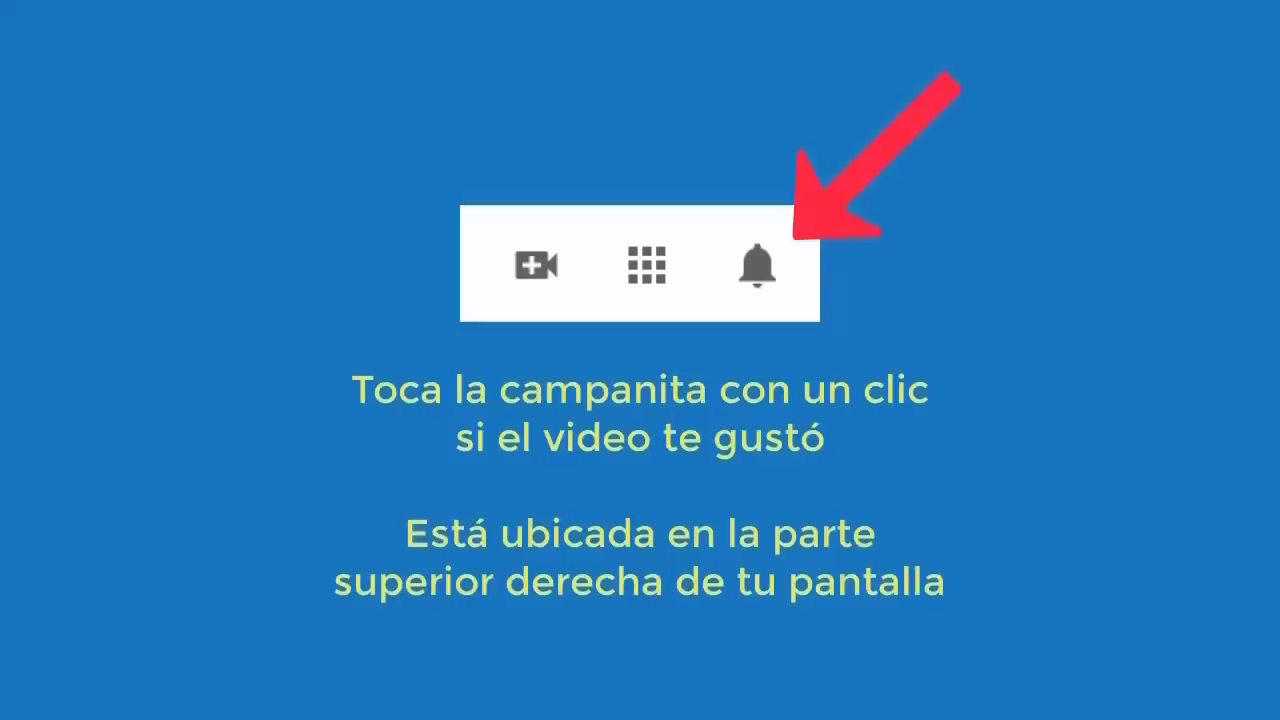 Toca la campanita con un clic
si el video te gustó
Está ubicada en la parte
superior derecha de tu pantalla